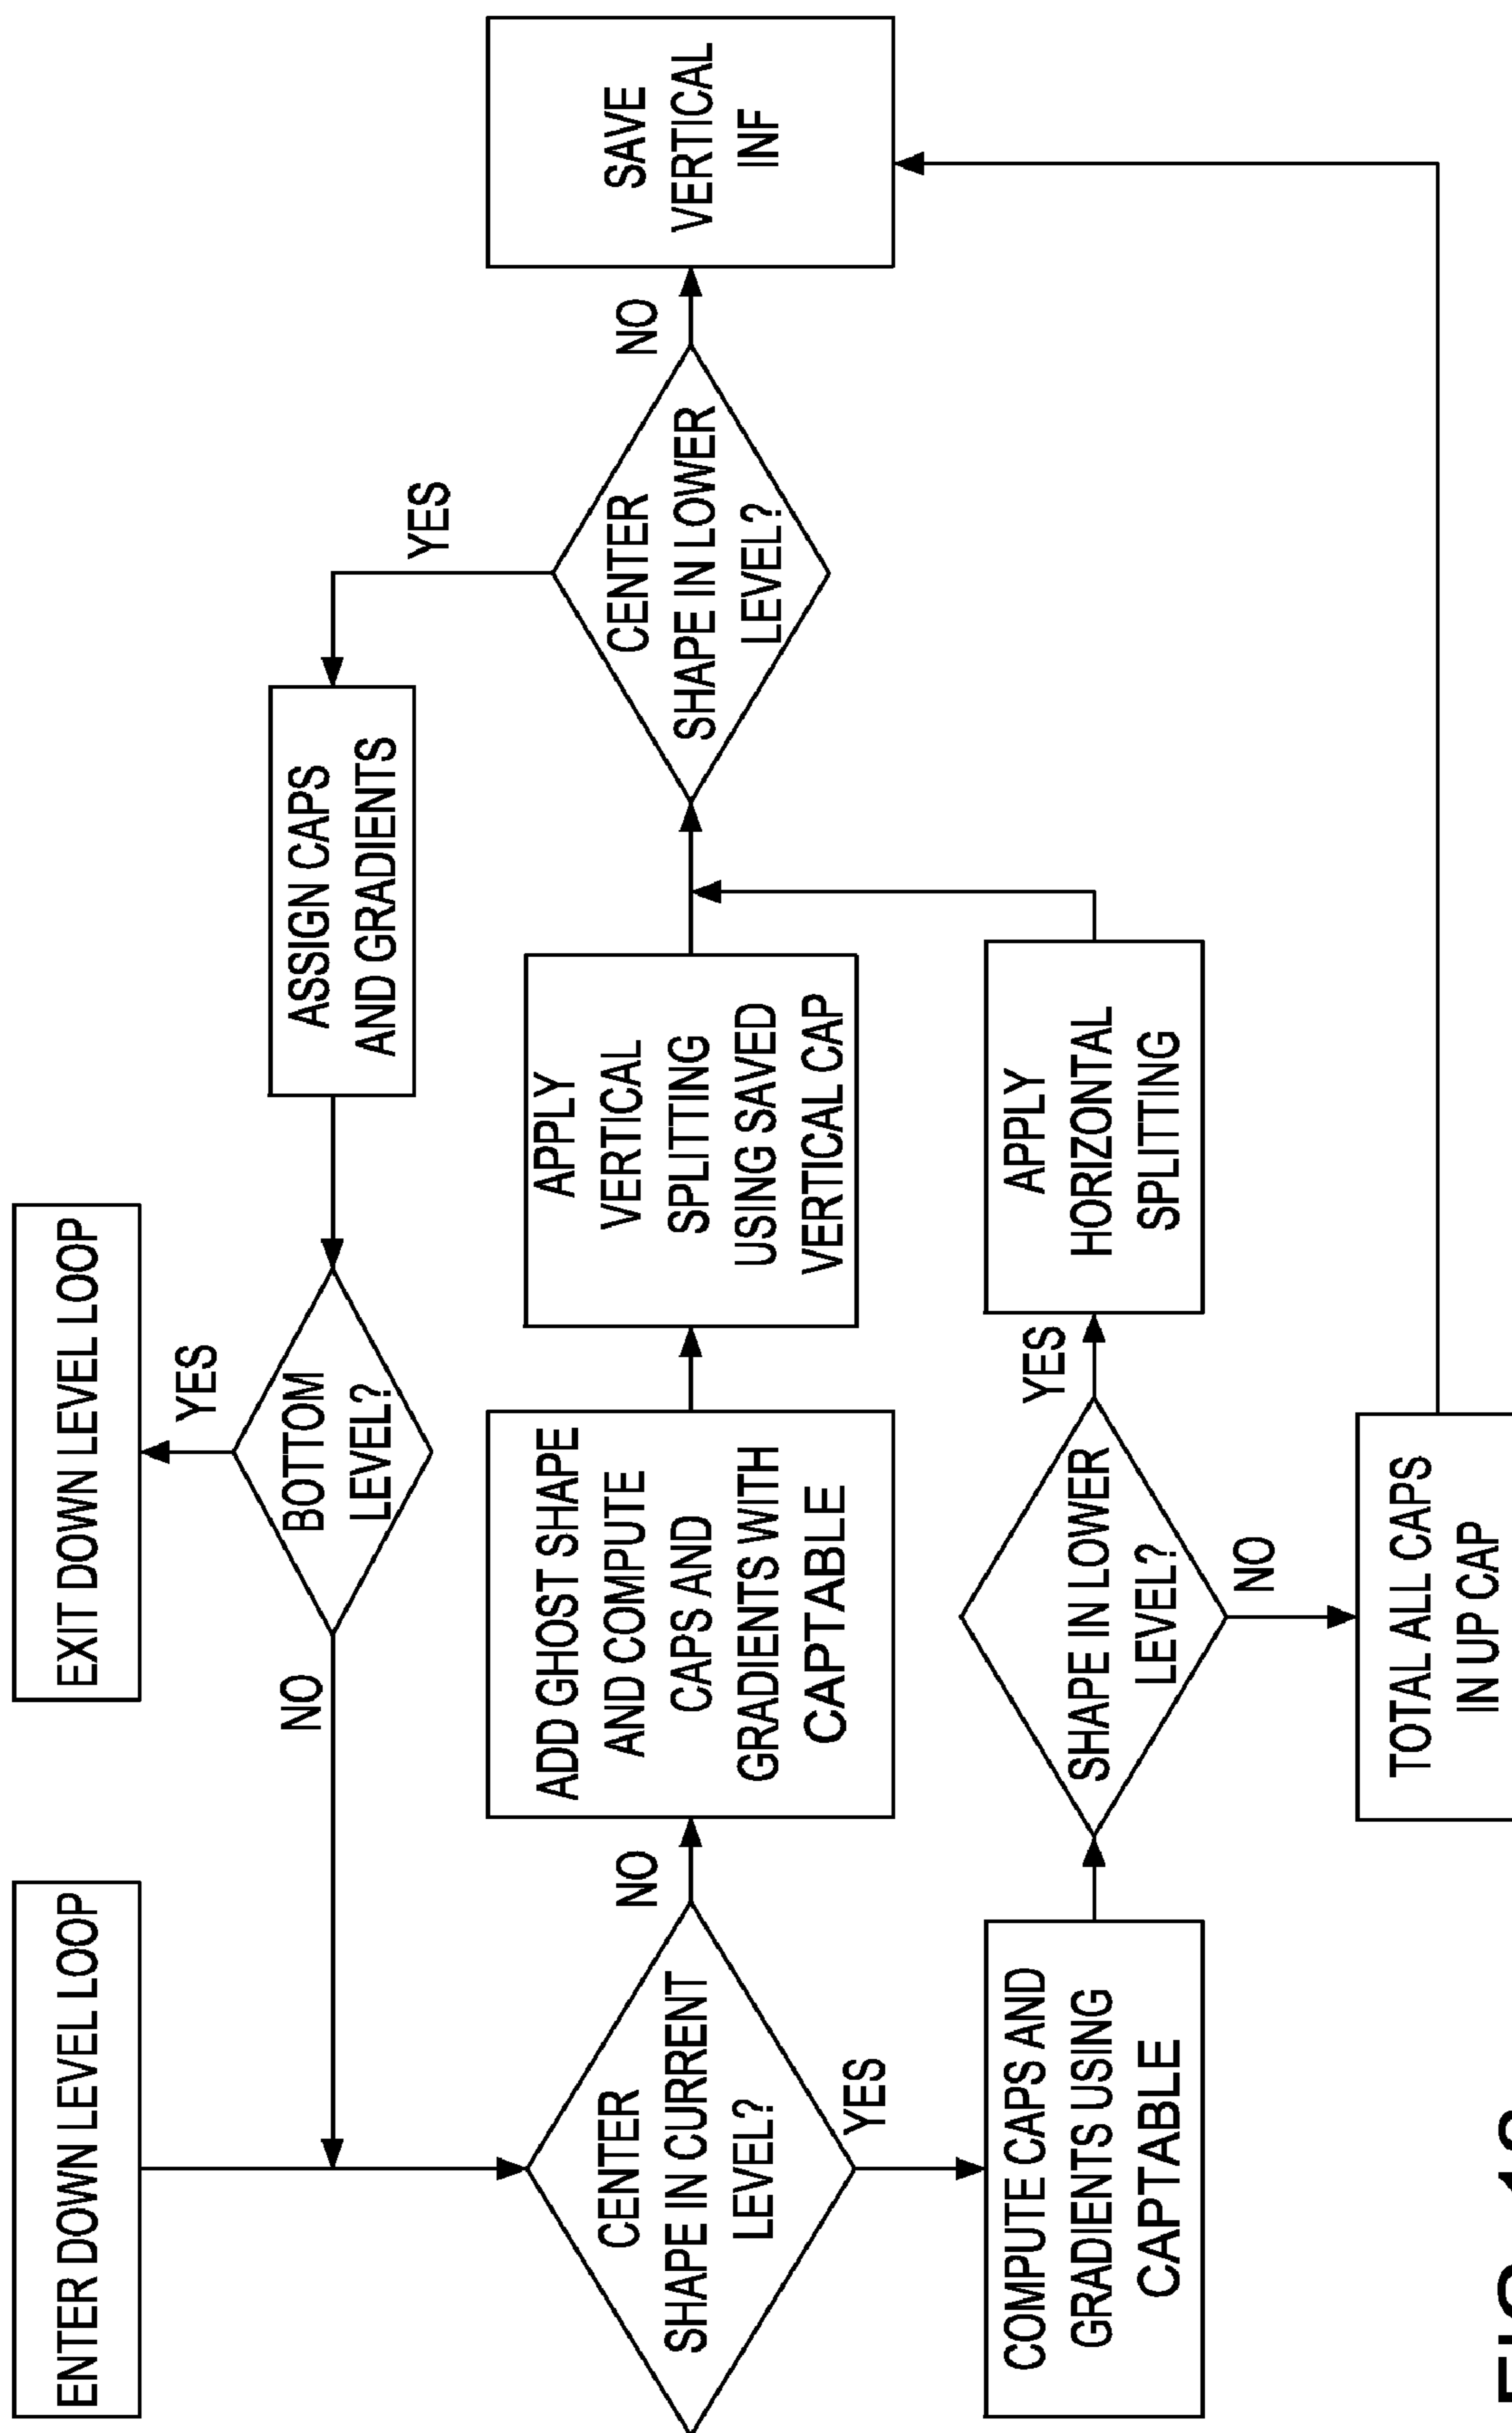 ENTER DOWN LEVEL LOOP
EXIT DOWN LEVEL LOOP
YES
NO
BOTTOM
LEVEL?
ASSIGN CAPS
AND GRADIENTS
YES
CENTER
SHAPE IN CURRENT
LEVEL?
NO
YES
ADD GHOST SHAPE
AND COMPUTE
CAPS AND
GRADIENTS WITH
CAPTABLE
APPLY
VERTICAL
SPLITTING
USING SAVED
VERTICAL CAP
CENTER
SHAPE IN LOWER
LEVEL?
NO
SAVE
VERTICAL
INF
COMPUTE CAPS AND
GRADIENTS USING
CAPTABLE
SHAPE IN LOWER
LEVEL?
YES
NO
APPLY
HORIZONTAL
SPLITTING
TOTAL ALL CAPS
IN UP CAP